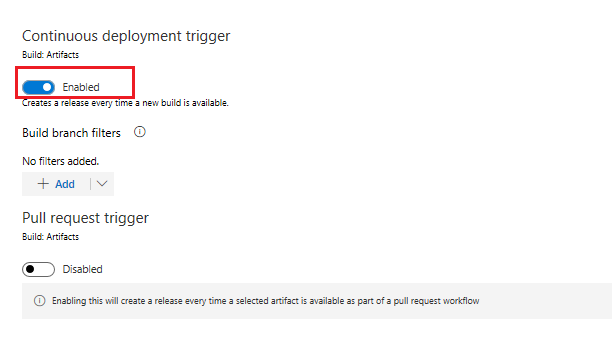 Continuous deployment trigger
Build: Artifacts
Enabled
Creates a release every time a new build is available.
Build branch filters
No filters added.
+ Add
Pull request trigger
Build: Artifacts
Disabled
Enabling this will create a release every time a selected artifact is available as part of a pull request workflow